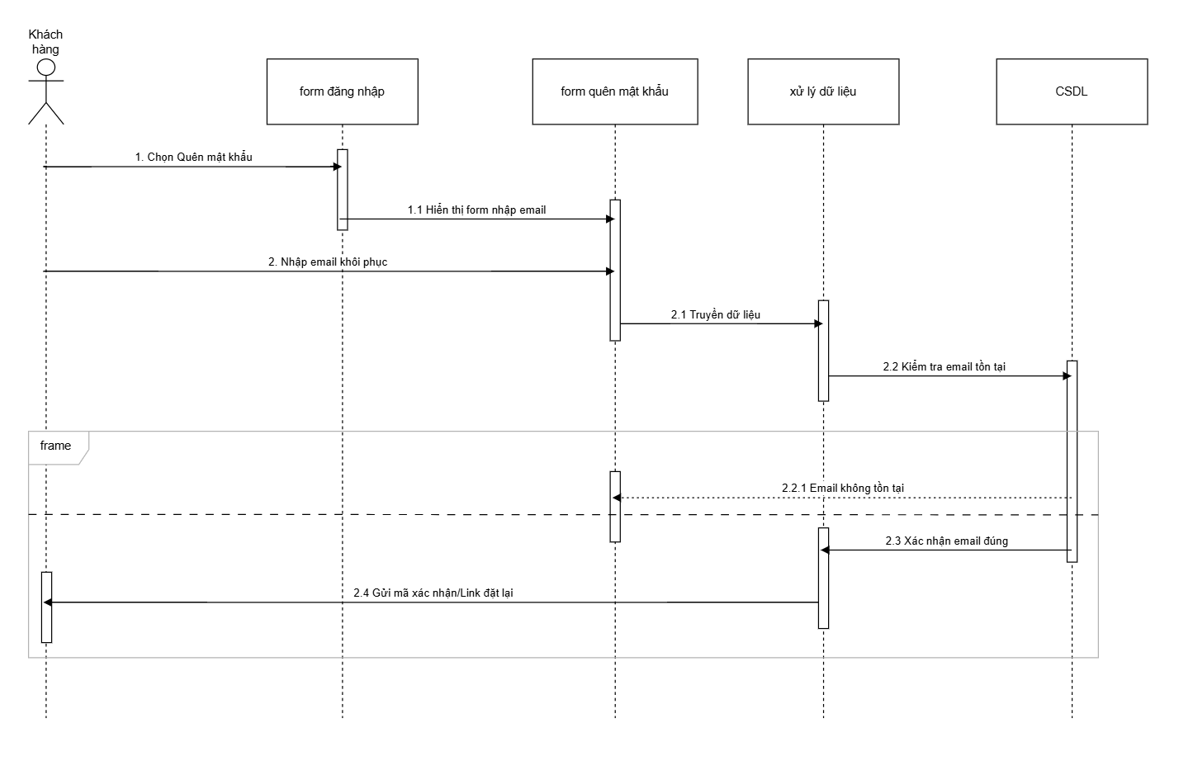 Khách
hàng
form đăng nhập
form quên mật khẩu
xử lý dữ liệu
CSDL
1. Chọn Quên mật khẩu
1.1 Hiển thị form nhập email
2. Nhập email khôi phục
2.1 Truyền dữ liệu
2.2 Kiểm tra email tồn tại
frame
2.2.1 Email không tồn tại
2.3 Xác nhận email đúng
2.4 Gửi mã xác nhận/Link đặt lại